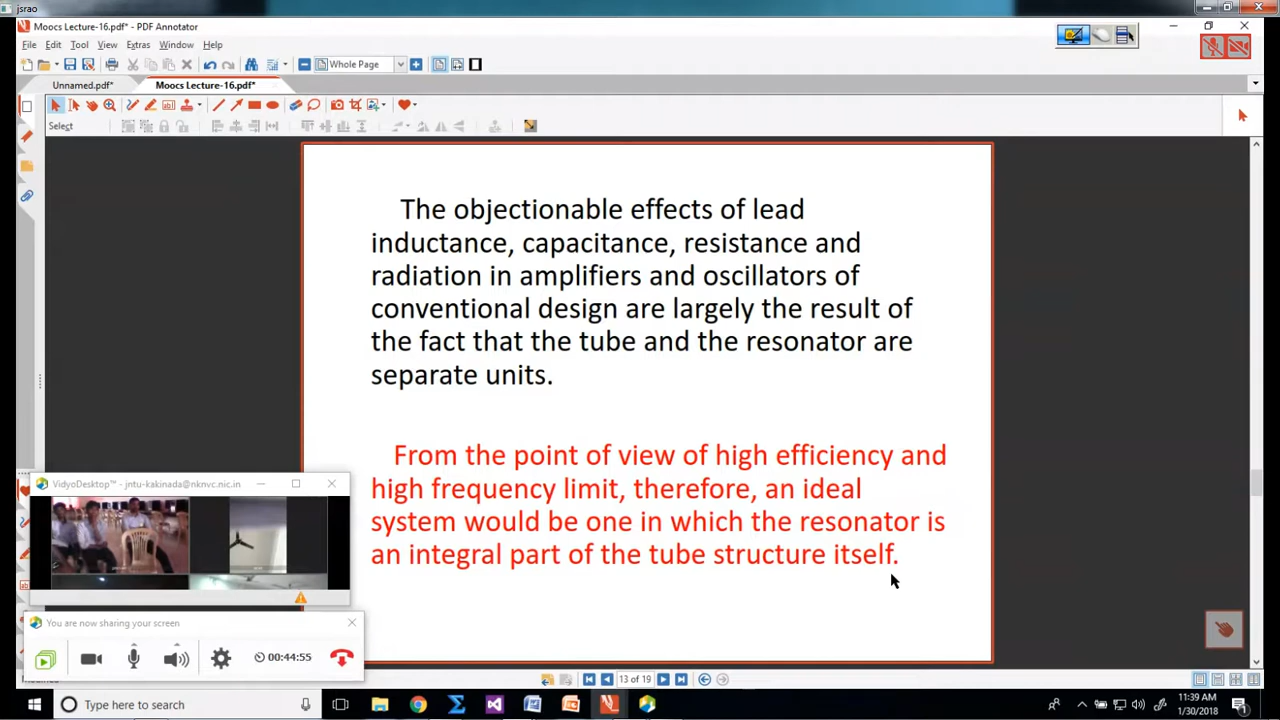 jsrao
Moocs Lecture-16.pdf* - PDF Annotator
File Edit Tool View Extras Window Help
Whole Page
Unnamed.pdf* Moocs Lecture-16.pdf*
Select
The objectionable effects of lead
inductance, capacitance, resistance and
radiation in amplifiers and oscillators of
conventional design are largely the result of
the fact that the tube and the resonator are
separate units.
From the point of view of high efficiency and
high frequency limit, therefore, an ideal
system would be one in which the resonator is
an integral part of the tube structure itself.
VidyoDesktop™ - jntu-kakinada@nknvc.nic.in
You are now sharing your screen
00:44:55
13 of 19
Type here to search
11:39 AM
1/30/2018